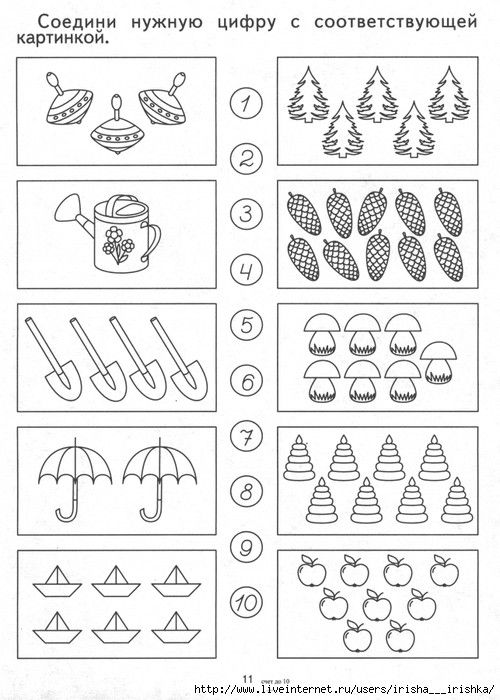 Соедини нужную цифру с соответствующей
картинкой.
1
2
3
4
5
6
7
8
9
10
11 счет до 10
http://www.liveinternet.ru/users/irisha___irishka/